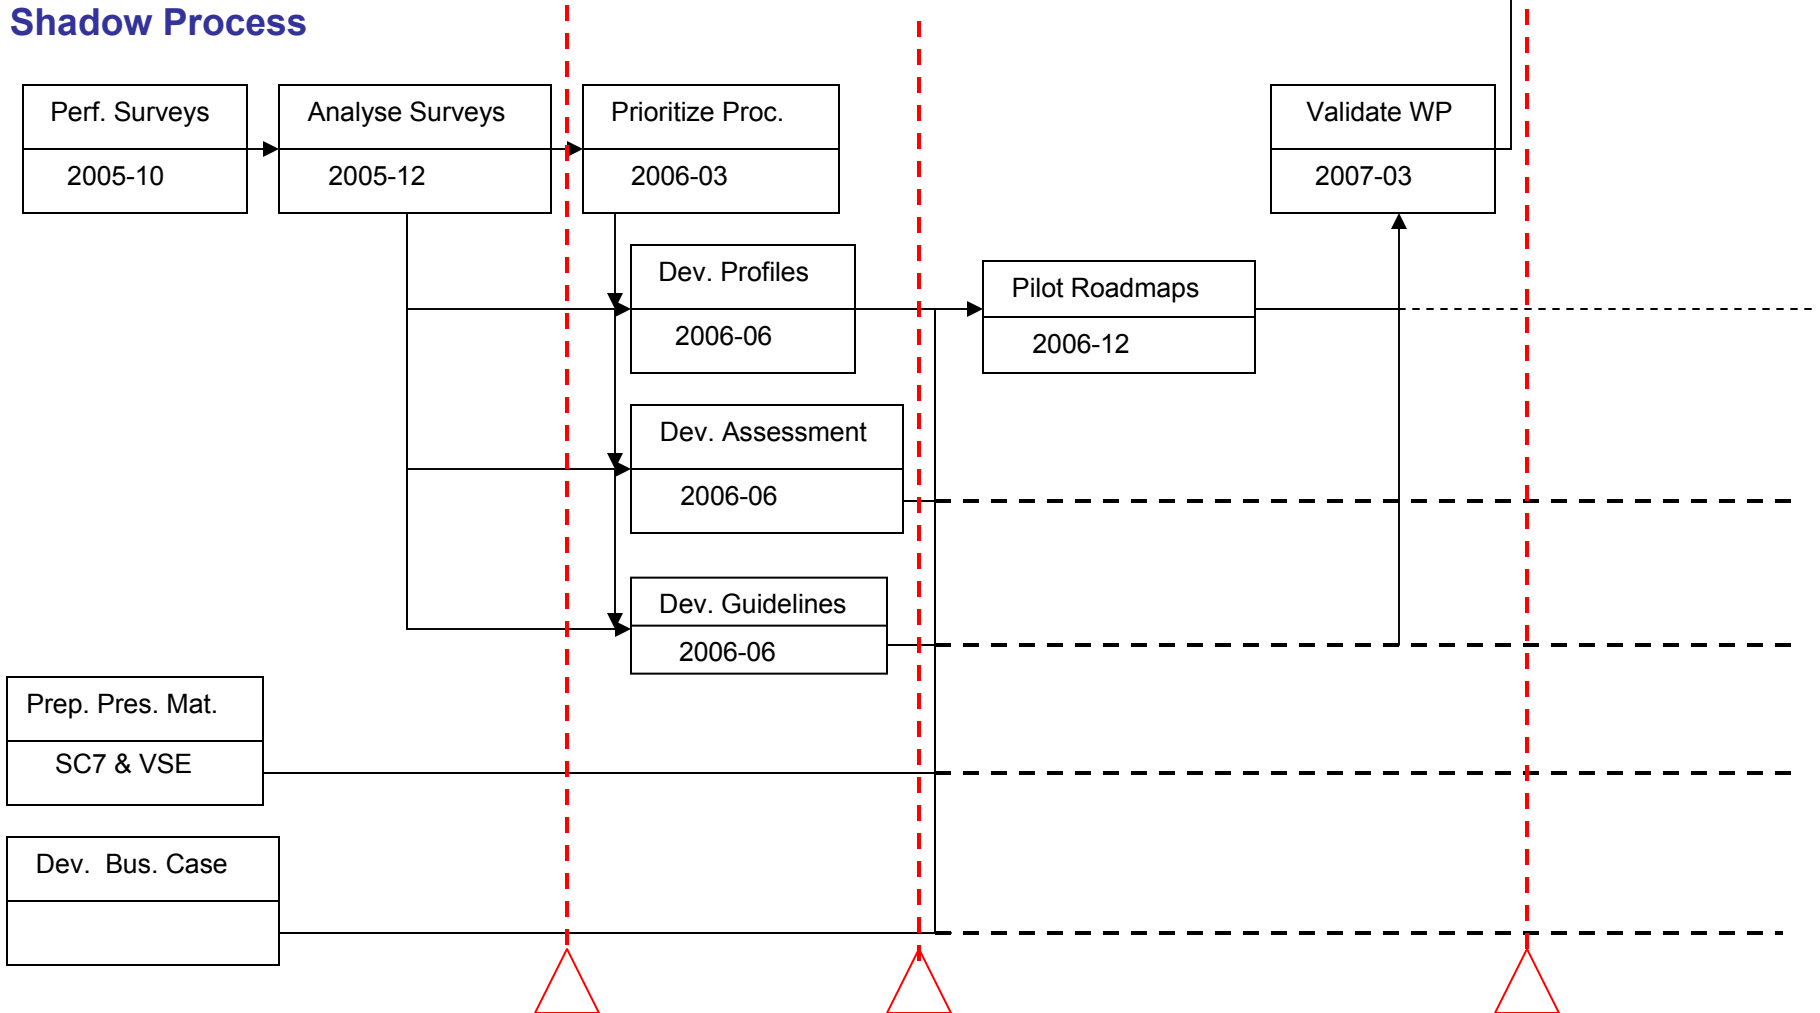 Shadow Process
Perf. Surveys
2005-10
Analyse Surveys
2005-12
Prioritize Proc.
2006-03
Validate WP
2007-03
Dev. Profiles
2006-06
Pilot Roadmaps
2006-12
Dev. Assessment
2006-06
Dev. Guidelines
2006-06
Prep. Pres. Mat.
SC7 & VSE
Dev. Bus. Case